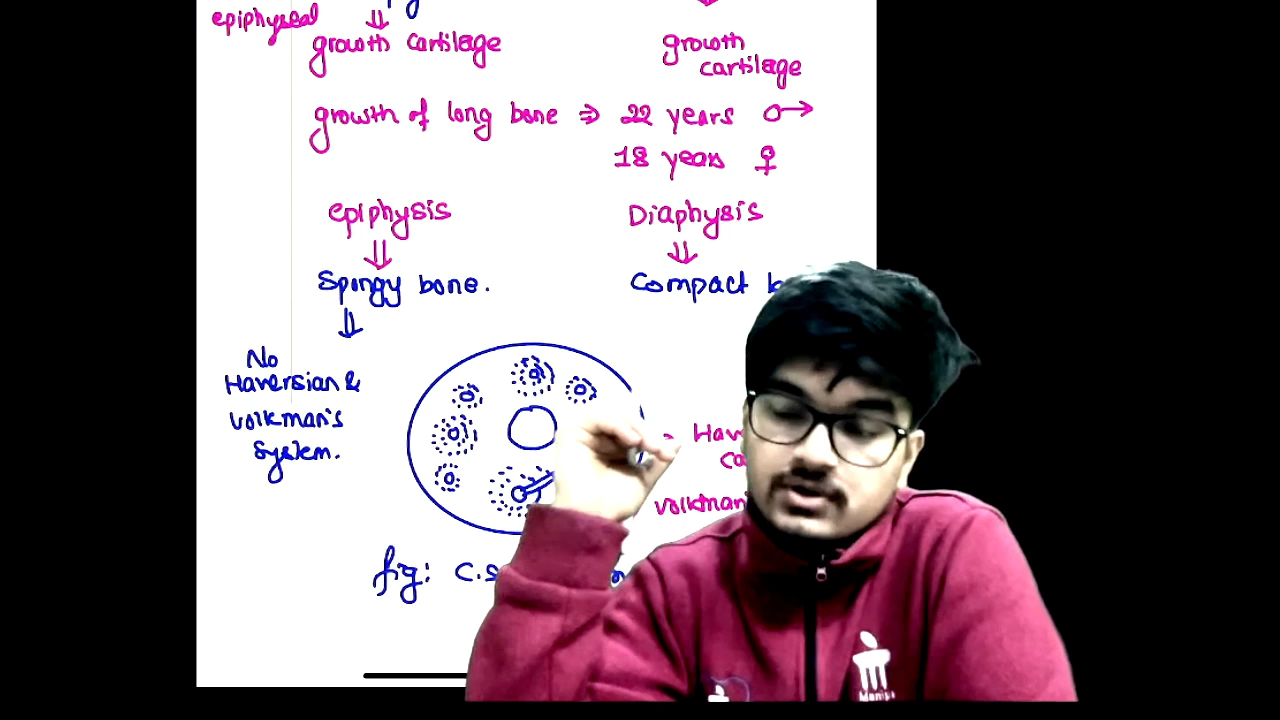 epiphyseal
growth cartilage
growth
cartilage
growth of long bone ⇒ 22 years ♂
18 years ♀
epiphysis
Diaphysis
Spongy bone.
Compact
No
Haversian &
Volkman's
System.
fig: C.S